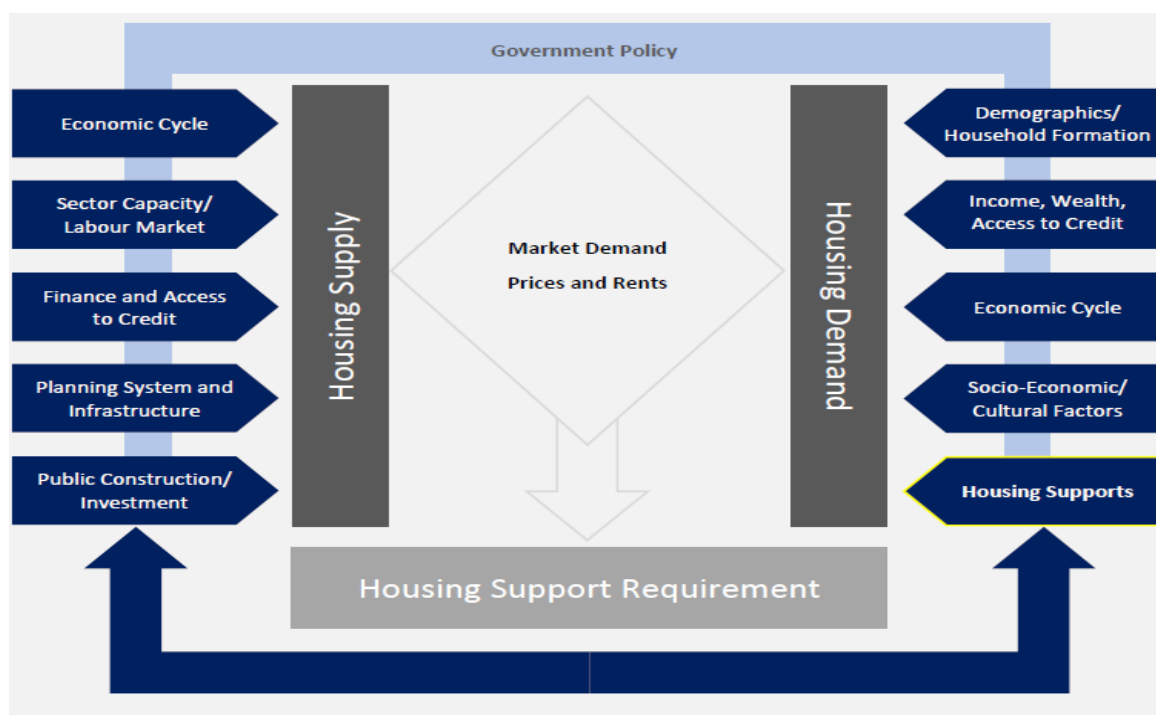 Government Policy
Economic Cycle
Sector Capacity/
Labour Market
Finance and Access
to Credit
Planning System and
Infrastructure
Public Construction/
Investment
Housing Supply
Market Demand
Prices and Rents
Housing Demand
Demographics/
Household Formation
Income, Wealth,
Access to Credit
Economic Cycle
Socio-Economic/
Cultural Factors
Housing Supports
Housing Support Requirement